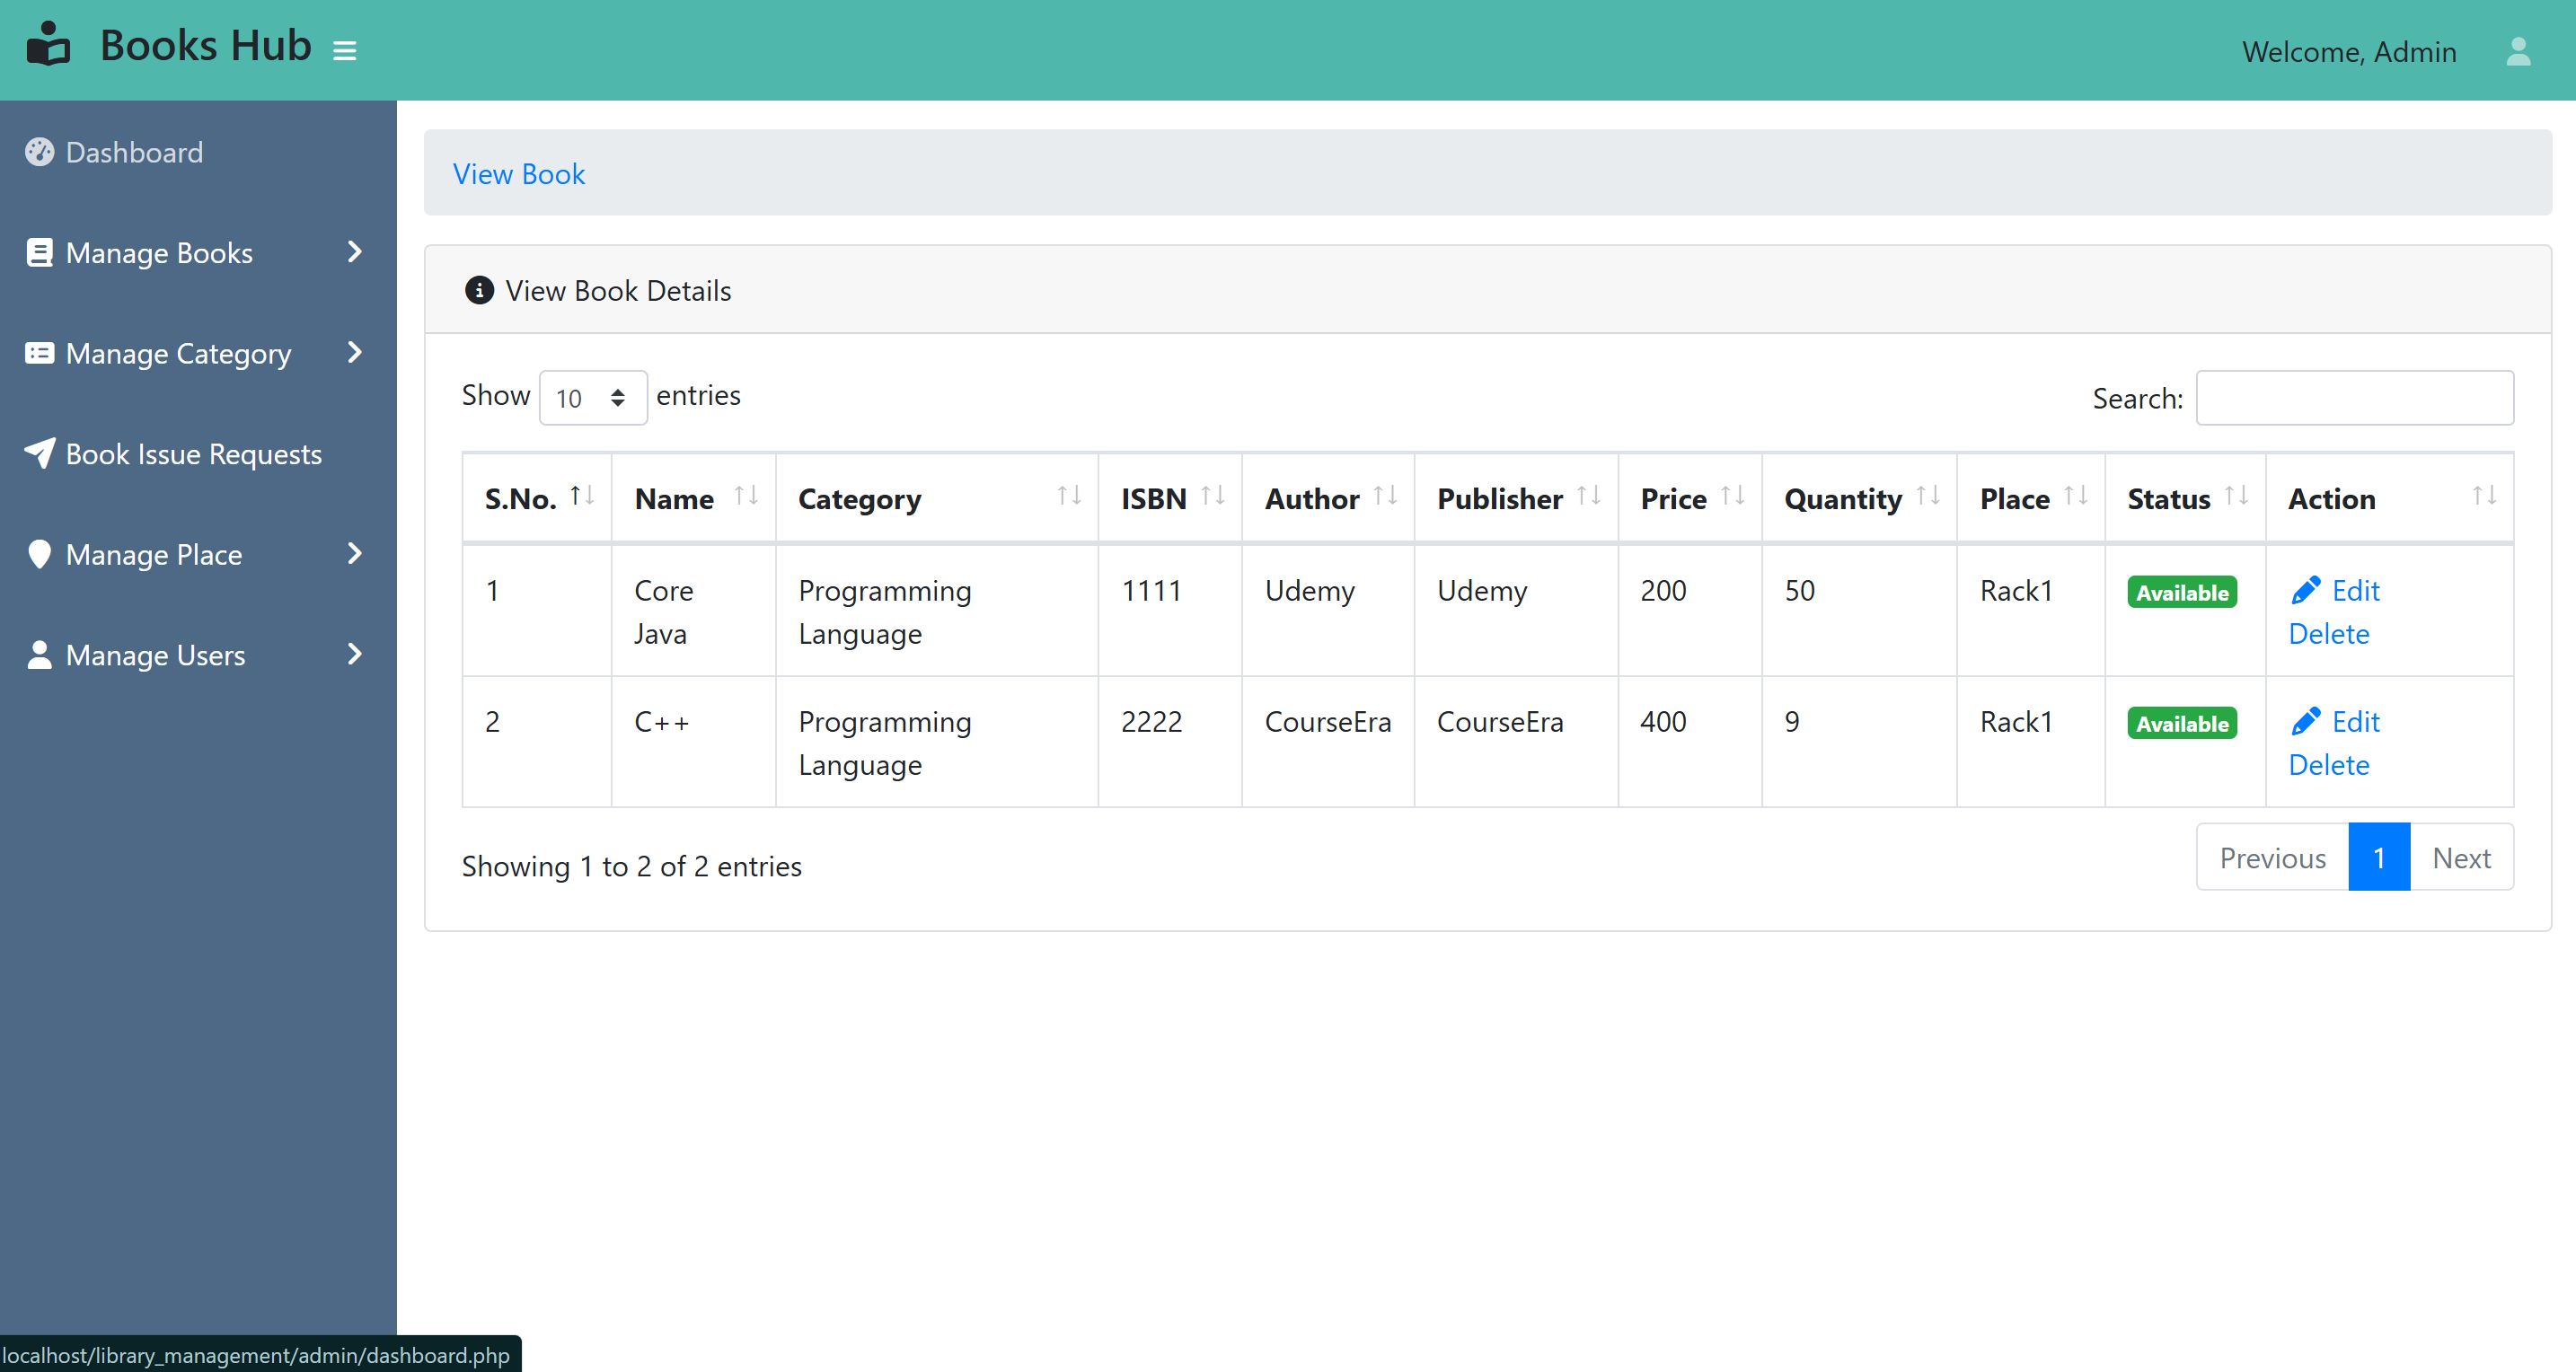 Books Hub
Welcome, Admin
Dashboard
Manage Books
Manage Category
Book Issue Requests
Manage Place
Manage Users
View Book
View Book Details
Show 10 entries
Search:
S.No. Name Category ISBN Author Publisher Price Quantity Place Status Action
1 Core Programming 1111 Udemy Udemy 200 50 Rack1 Available Edit
Java Language Delete
2 C++ Programming 2222 CourseEra CourseEra 400 9 Rack1 Available Edit
Language Delete
Showing 1 to 2 of 2 entries
Previous 1 Next
localhost/library_management/admin/dashboard.php